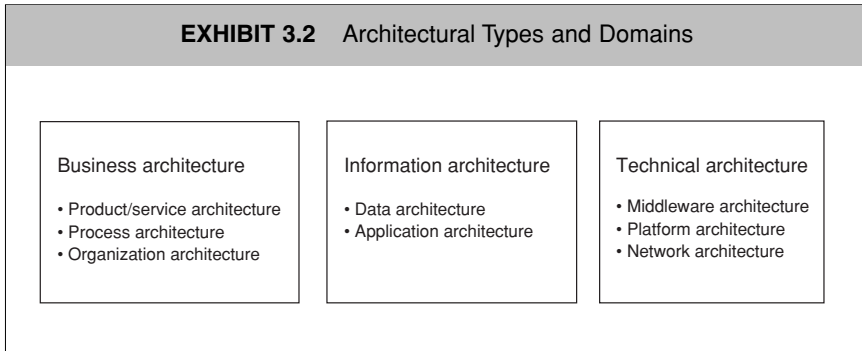 EXHIBIT 3.2 Architectural Types and Domains
Business architecture
• Product/service architecture
• Process architecture
• Organization architecture
Information architecture
• Data architecture
• Application architecture
Technical architecture
• Middleware architecture
• Platform architecture
• Network architecture